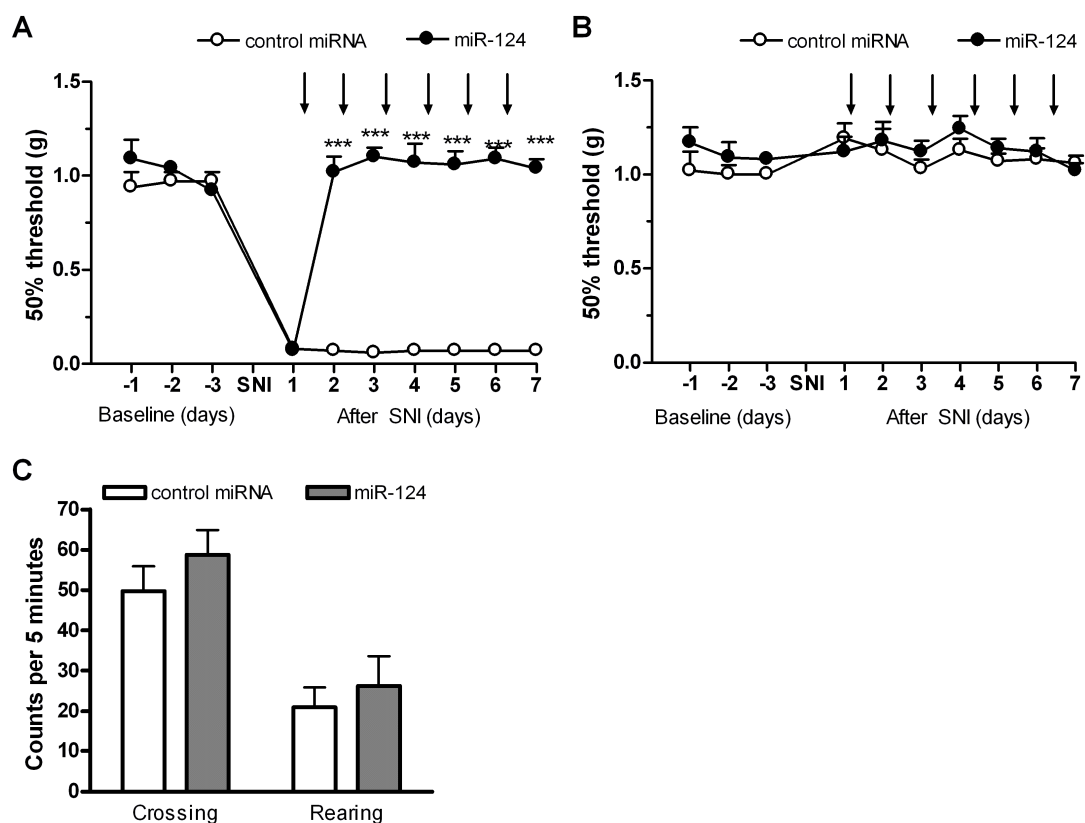 A
control miRNA miR-124
1.5
1.0
0.5
0.0
50% threshold (g)
*** *** *** *** *** ***
-1 -2 -3 SNI 1 2 3 4 5 6 7
Baseline (days) After SNI (days)
B
control miRNA miR-124
1.5
1.0
0.5
0.0
50% threshold (g)
-1 -2 -3 SNI 1 2 3 4 5 6 7
Baseline (days) After SNI (days)
C
control miRNA miR-124
70
60
50
40
30
20
10
0
Counts per 5 minutes
Crossing Rearing